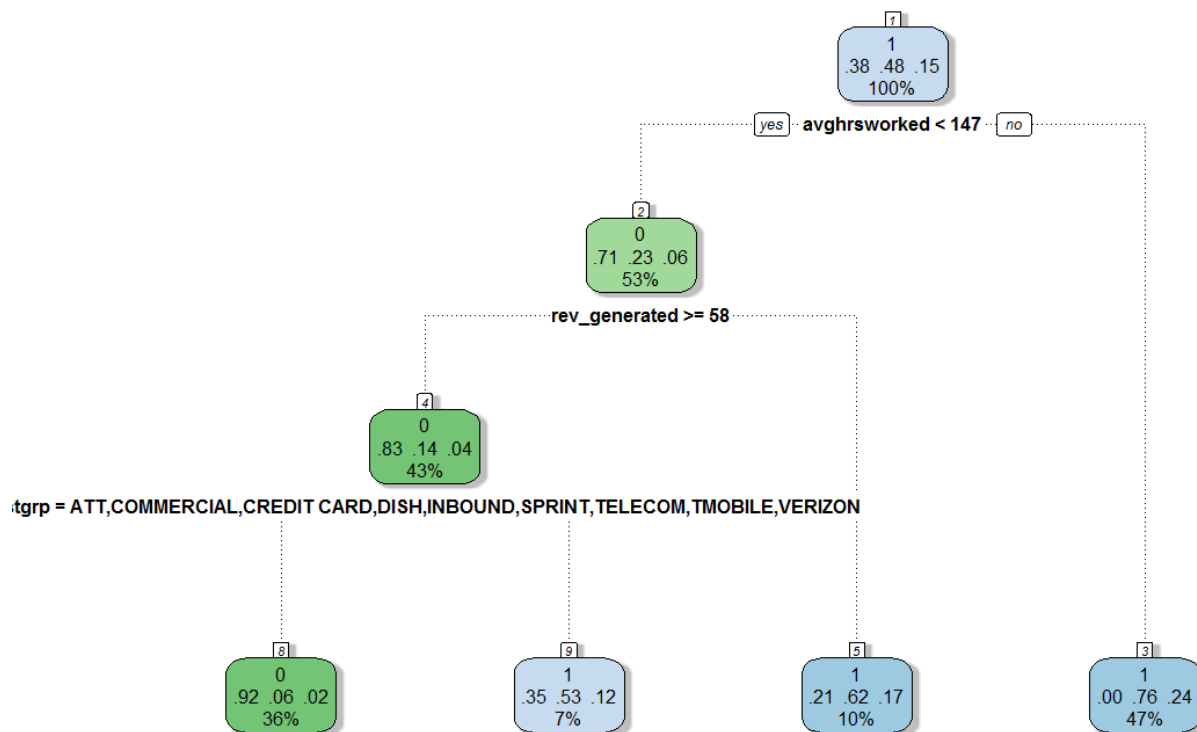 1
1
.38 .48 .15
100%
yes avghrsworked < 147 no
2
0
.71 .23 .06
53%
rev_generated >= 58
4
0
.83 .14 .04
43%
tgrp = ATT,COMMERCIAL,CREDIT CARD,DISH,INBOUND,SPRINT,TELECOM,TMOBILE,VERIZON
8 9 5 3
0 1 1 1
.92 .06 .02 .35 .53 .12 .21 .62 .17 .00 .76 .24
36% 7% 10% 47%